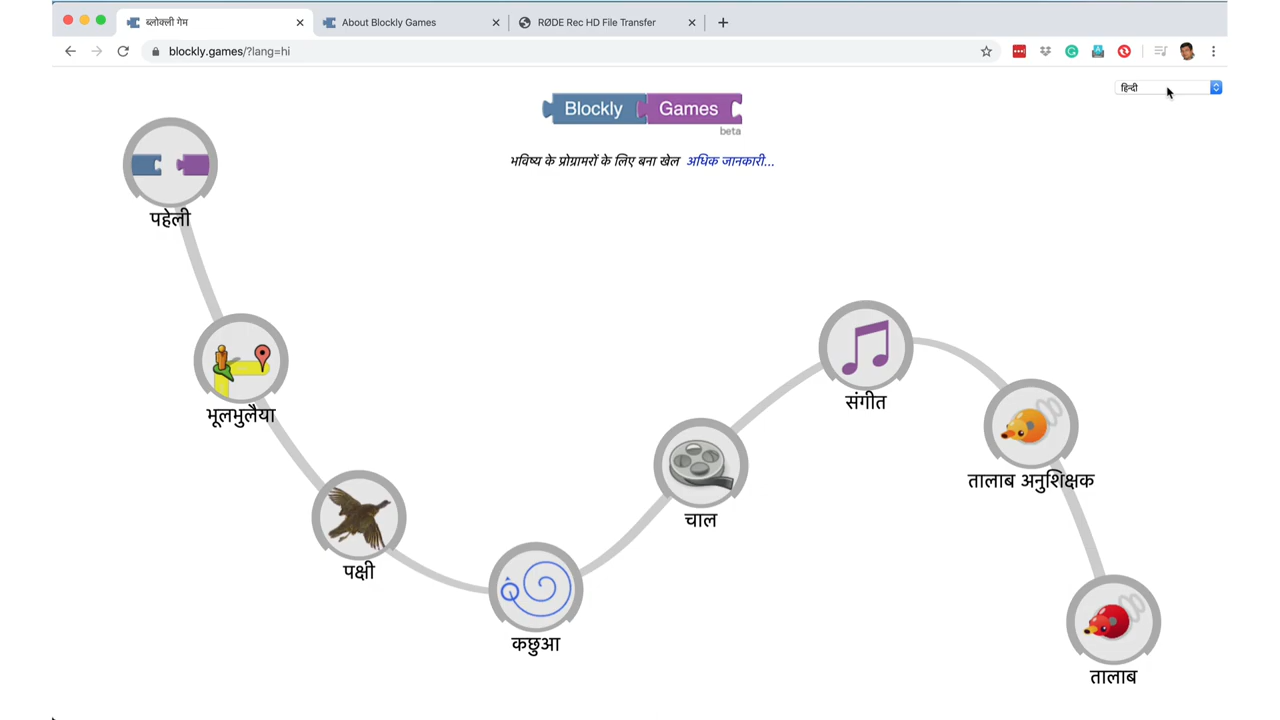 ब्लोक्ली गेम
About Blockly Games
RØDE Rec HD File Transfer
blockly.games/?lang=hi
हिन्दी
Blockly Games
beta
भविष्य के प्रोग्रामरों के लिए बना खेल अधिक जानकारी...
पहेली
भूलभुलैया
पक्षी
कछुआ
चाल
संगीत
तालाब अनुशिक्षक
तालाब